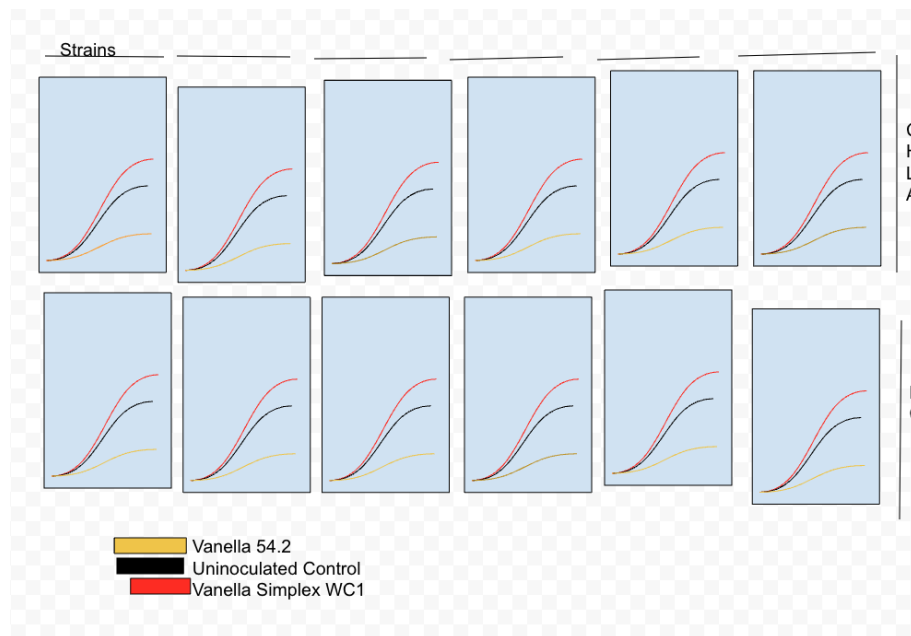 Strains
H
L
A
Vanella 54.2
Uninoculated Control
Vanella Simplex WC1